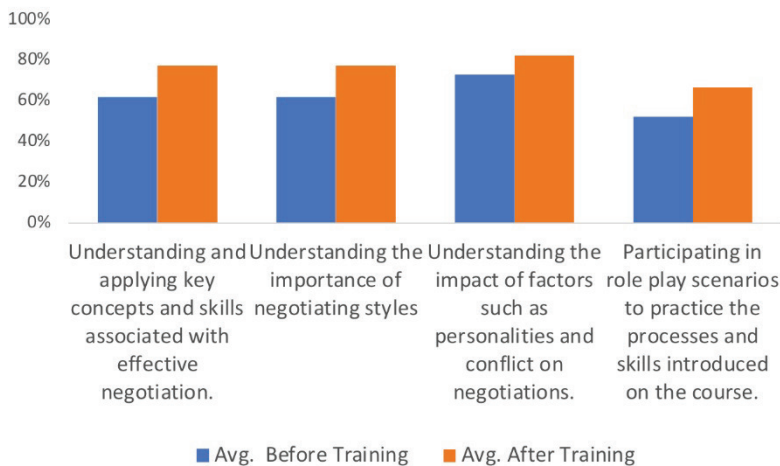 100%
80%
60%
40%
20%
0%
Understanding and
applying key
concepts and skills
associated with
effective
negotiation.
Understanding the
importance of
negotiating styles
Understanding the
impact of factors
such as
personalities and
conflict on
negotiations.
Participating in
role play scenarios
to practice the
processes and
skills introduced
on the course.
Avg. Before Training
Avg. After Training